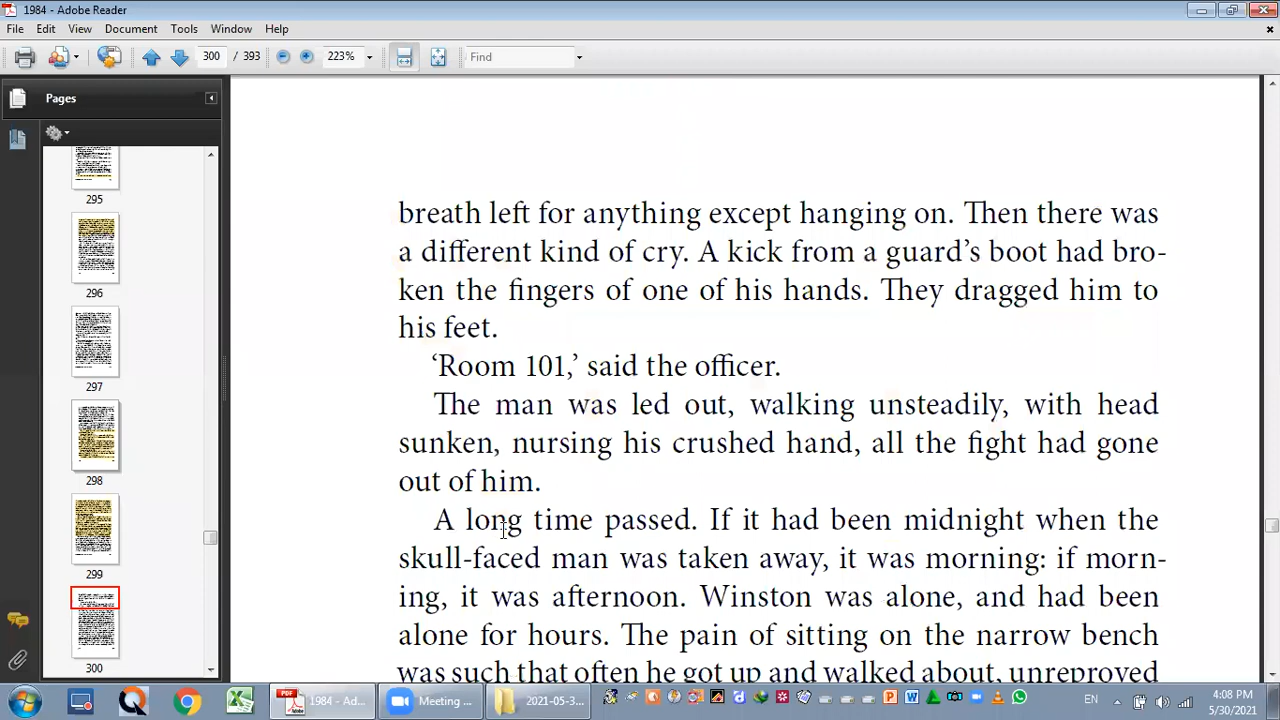 1984 - Adobe Reader
File Edit View Document Tools Window Help
300 / 393 223% Find
Pages
295
296
297
298
299
300
breath left for anything except hanging on. Then there was
a different kind of cry. A kick from a guard's boot had bro-
ken the fingers of one of his hands. They dragged him to
his feet.
‘Room 101,’ said the officer.
The man was led out, walking unsteadily, with head
sunken, nursing his crushed hand, all the fight had gone
out of him.
A long time passed. If it had been midnight when the
skull-faced man was taken away, it was morning: if morn-
ing, it was afternoon. Winston was alone, and had been
alone for hours. The pain of sitting on the narrow bench
was such that often he got up and walked about, unreproved
1984 - Ad... Meeting ... 2021-05-3... EN 4:08 PM
5/30/2021